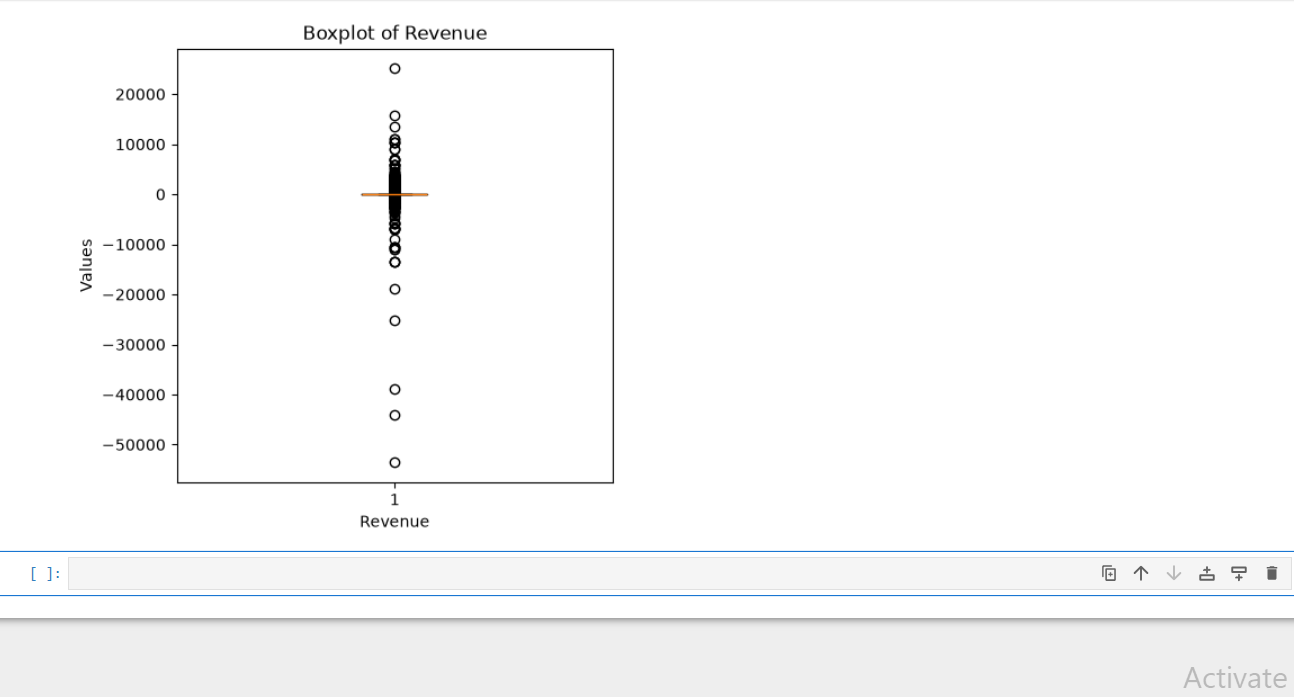 Boxplot of Revenue
20000
10000
0
−10000
−20000
−30000
−40000
−50000
Values
1
Revenue
[ ]:
Activate